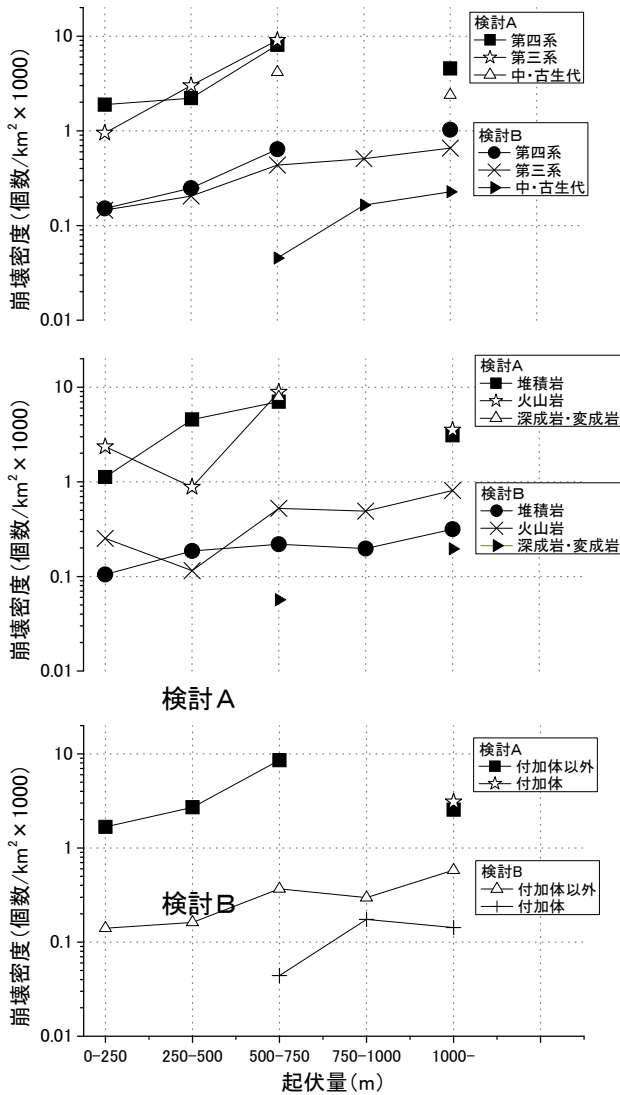 検討A
第四系
第三系
中・古生代
検討B
第四系
第三系
中・古生代
崩壊密度(個数/km²×1000)
10
1
0.1
0.01
検討A
堆積岩
火山岩
深成岩・変成岩
検討B
堆積岩
火山岩
深成岩・変成岩
崩壊密度(個数/km²×1000)
10
1
0.1
0.01
検討A
検討A
付加体以外
付加体
検討B
付加体以外
付加体
検討B
崩壊密度(個数/km²×1000)
10
1
0.1
0.01
0-250
250-500
500-750
750-1000
1000-
起伏量(m)